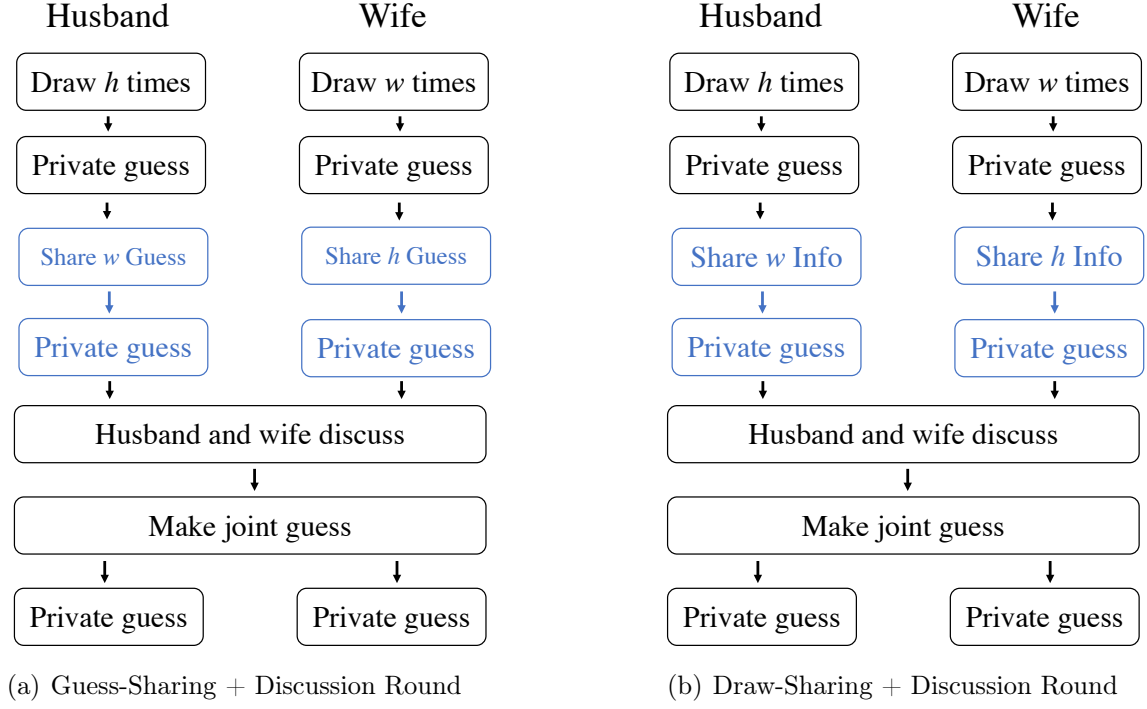 Husband
Wife
Draw h times
Draw w times
Private guess
Private guess
Share w Guess
Share h Guess
Private guess
Private guess
Husband and wife discuss
Make joint guess
Private guess
Private guess
(a) Guess-Sharing + Discussion Round
Husband
Wife
Draw h times
Draw w times
Private guess
Private guess
Share w Info
Share h Info
Private guess
Private guess
Husband and wife discuss
Make joint guess
Private guess
Private guess
(b) Draw-Sharing + Discussion Round